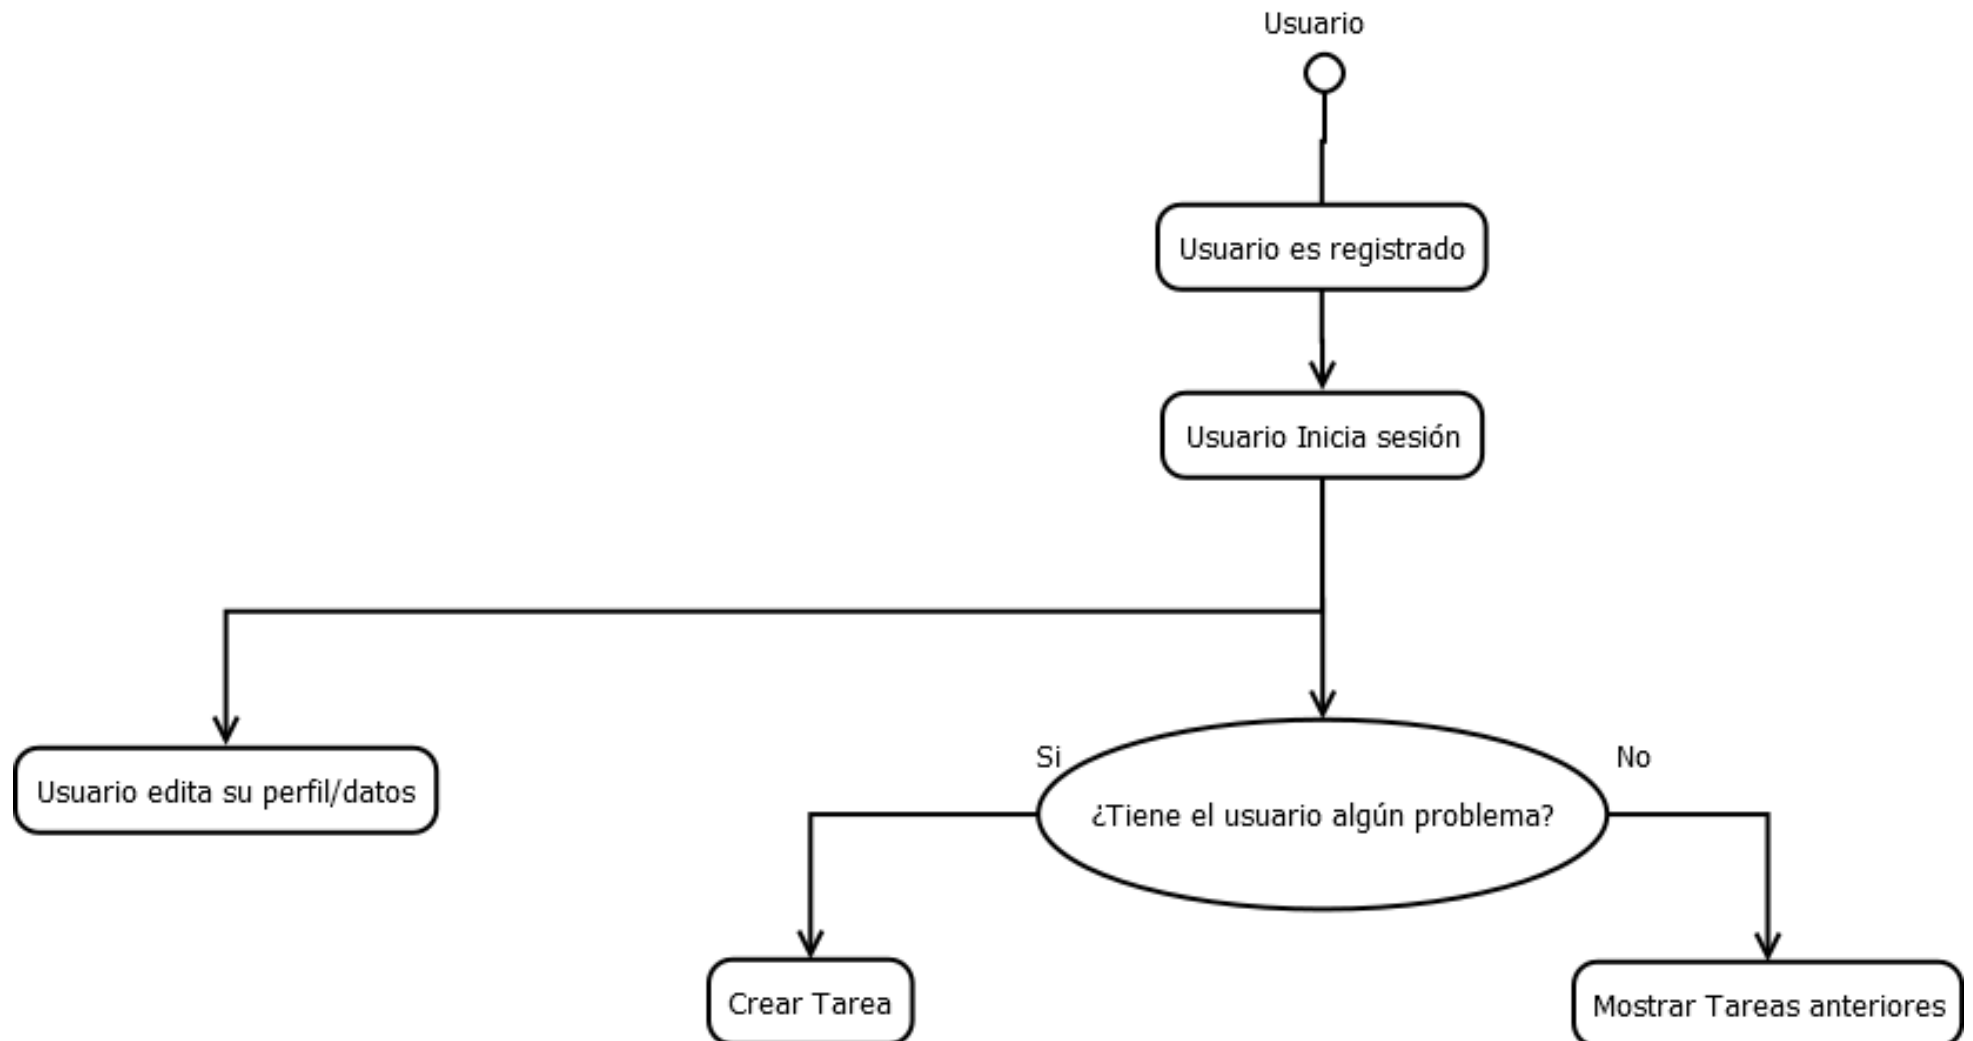 Usuario
Usuario es registrado
Usuario Inicia sesión
Usuario edita su perfil/datos
Si
No
¿Tiene el usuario algún problema?
Crear Tarea
Mostrar Tareas anteriores